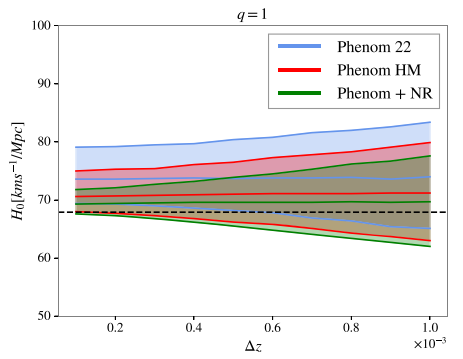 q = 1
100
90
80
70
60
50
H₀[kms⁻¹/Mpc]
Phenom 22
Phenom HM
Phenom + NR
0.2 0.4 0.6 0.8 1.0
×10⁻³
Δz